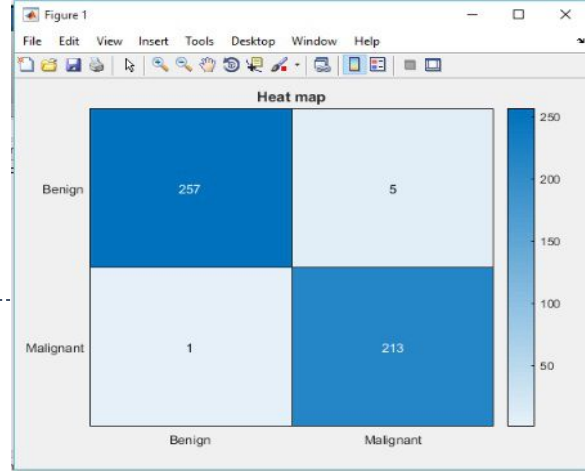 Figure 1
File Edit View Insert Tools Desktop Window Help
Heat map
Benign 257 5
Malignant 1 213
Benign Malignant
250
200
150
100
50